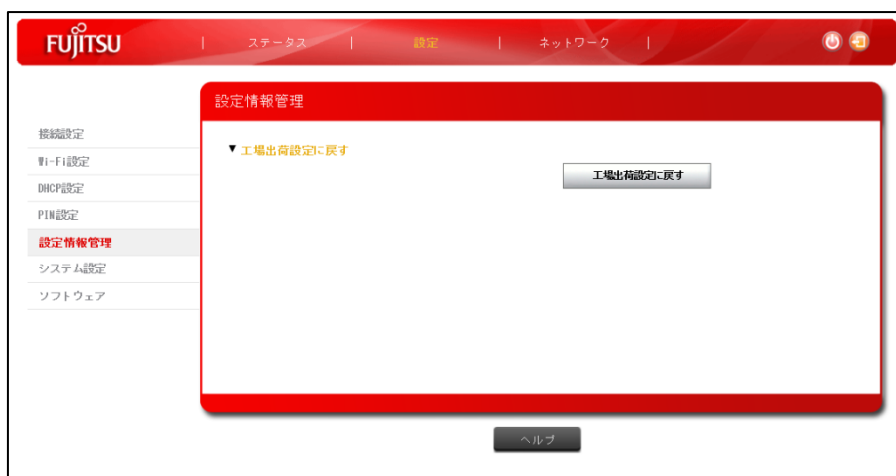 FUJITSU
ステータス
設定
ネットワーク
設定情報管理
接続設定
Wi-Fi設定
DHCP設定
PIN設定
設定情報管理
システム設定
ソフトウェア
▼工場出荷設定に戻す
工場出荷設定に戻す
ヘルプ